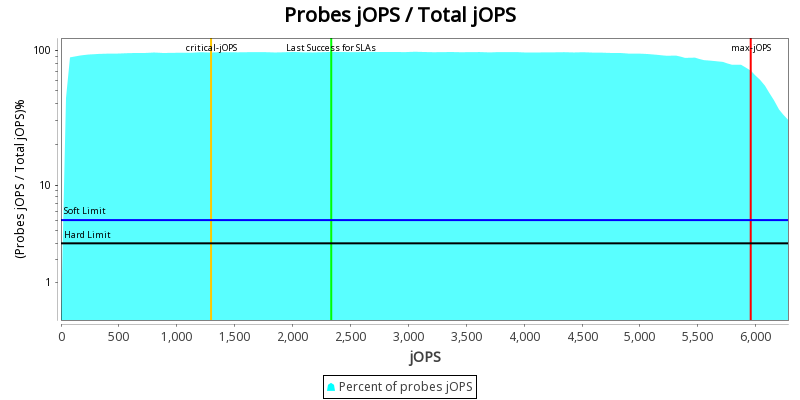 Probes jOPS / Total jOPS
(Probes jOPS / Total jOPS)%
100
10
1
critical-jOPS
Last Success for SLAs
max-jOPS
Soft Limit
Hard Limit
0 500 1,000 1,500 2,000 2,500 3,000 3,500 4,000 4,500 5,000 5,500 6,000
jOPS
Percent of probes jOPS